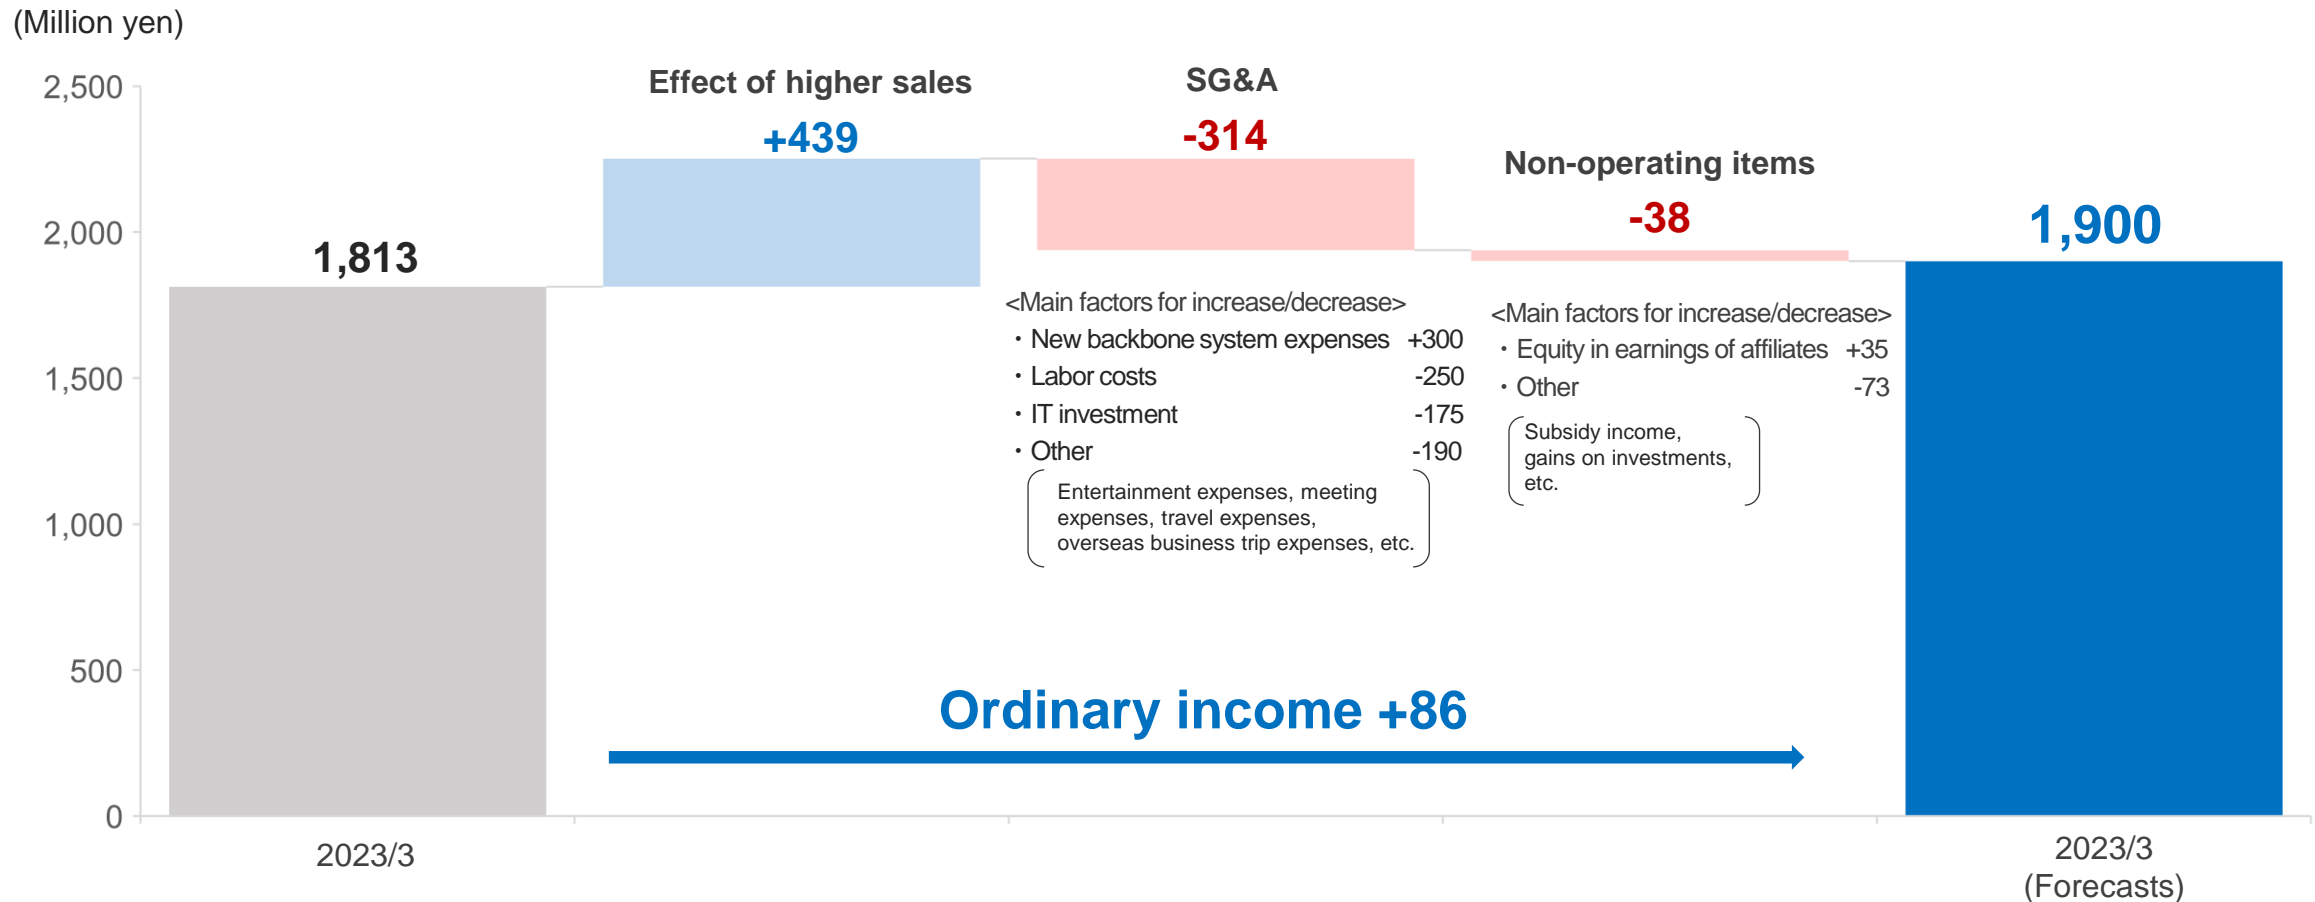 (Million yen)
2,500
2,000
1,500
1,000
500
0
1,813
Effect of higher sales
+439
SG&A
-314
<Main factors for increase/decrease>
・New backbone system expenses +300
・Labor costs -250
・IT investment -175
・Other -190
Entertainment expenses, meeting
expenses, travel expenses,
overseas business trip expenses, etc.
Non-operating items
-38
<Main factors for increase/decrease>
・Equity in earnings of affiliates +35
・Other -73
Subsidy income,
gains on investments,
etc.
1,900
Ordinary income +86
2023/3
2023/3
(Forecasts)